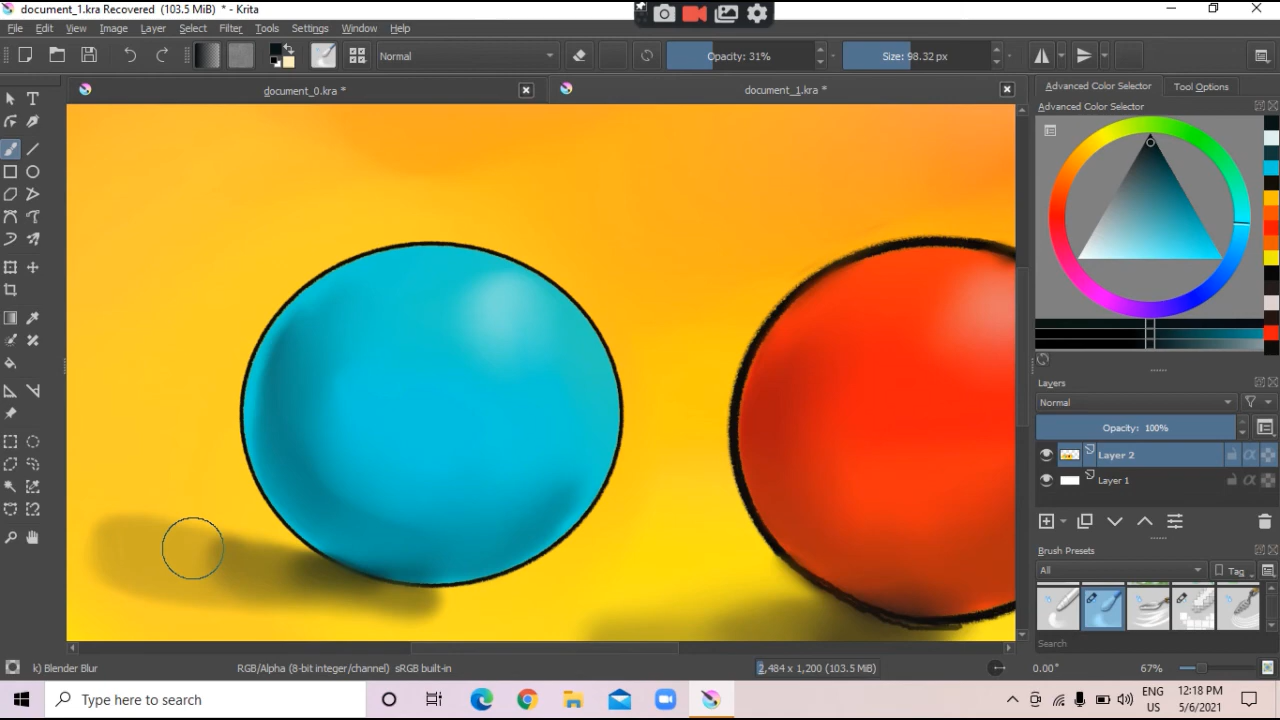 document_1.kra Recovered (103.5 MiB) * - Krita
File Edit View Image Layer Select Filter Tools Settings Window Help
Normal Opacity: 31% Size: 98.32 px
document_0.kra * document_1.kra * Advanced Color Selector Tool Options
Advanced Color Selector
Layers
Normal
Opacity: 100%
Layer 2
Layer 1
Brush Presets
All Tag
Search
k) Blender Blur RGB/Alpha (8-bit integer/channel) sRGB built-in 2,484 x 1,200 (103.5 MiB) 0.00° 67%
Type here to search ENG US 12:18 PM 5/6/2021